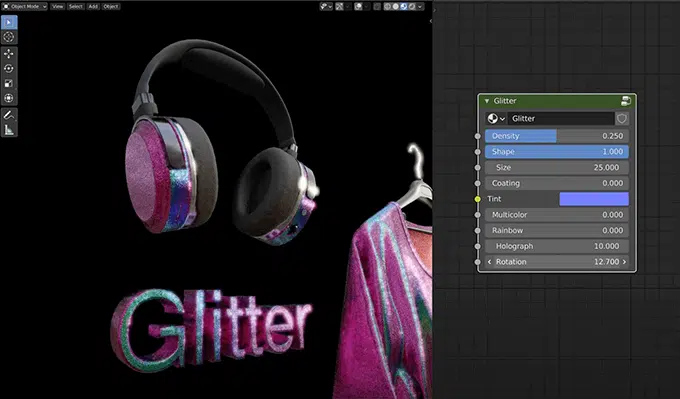 Object Mode View Select Add Object
Glitter
Glitter
Density 0.250
Shape 1.000
Size 25.000
Coating 0.000
Tint
Multicolor 0.000
Rainbow 0.000
Holograph 10.000
Rotation 12.700
Glitter